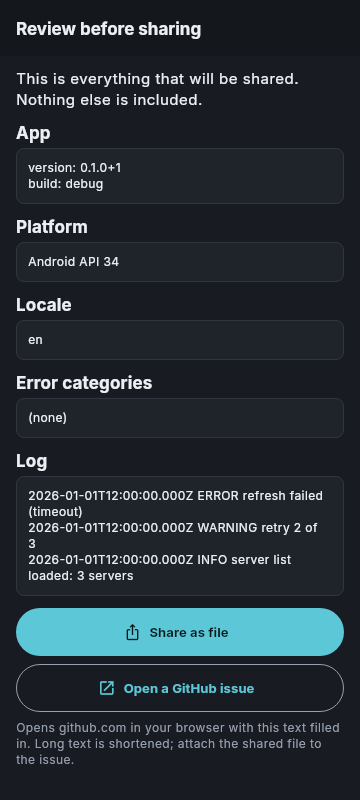 Review before sharing
This is everything that will be shared.
Nothing else is included.
App
version: 0.1.0+1
build: debug
Platform
Android API 34
Locale
en
Error categories
(none)
Log
2026-01-01T12:00:00.000Z ERROR refresh failed
(timeout)
2026-01-01T12:00:00.000Z WARNING retry 2 of
3
2026-01-01T12:00:00.000Z INFO server list
loaded: 3 servers
Share as file
Open a GitHub issue
Opens github.com in your browser with this text filled
in. Long text is shortened; attach the shared file to
the issue.